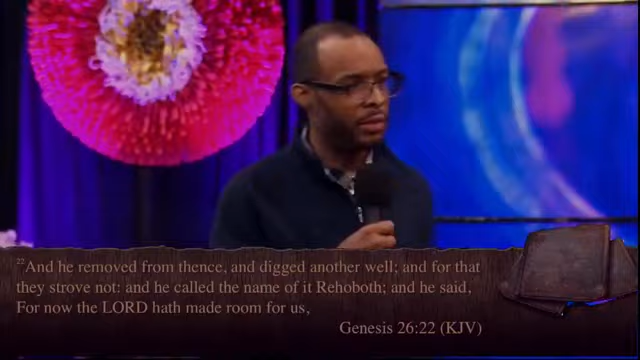 22And he removed from thence, and digged another well; and for that
they strove not: and he called the name of it Rehoboth; and he said,
For now the LORD hath made room for us,
Genesis 26:22 (KJV)